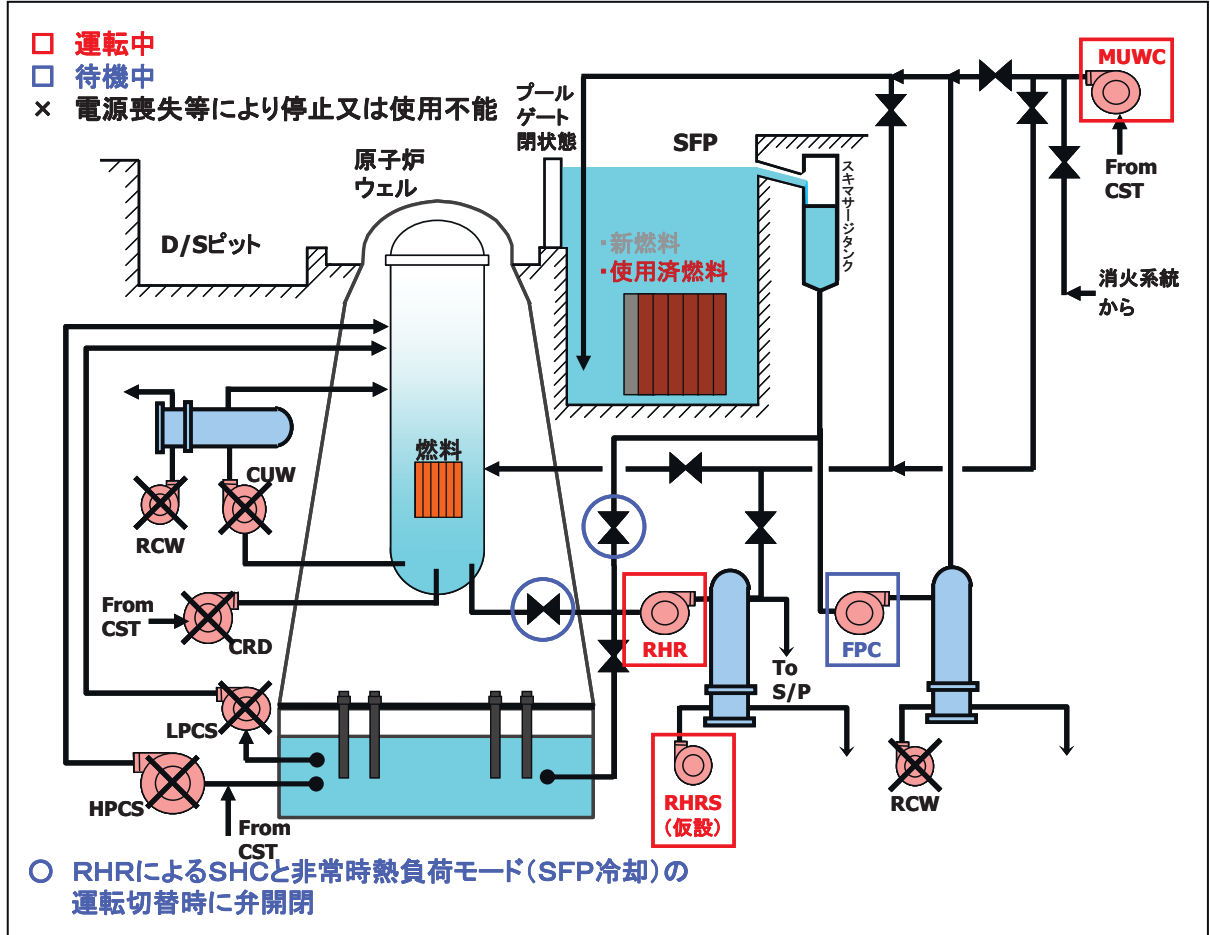 □ 運転中
□ 待機中
× 電源喪失等により停止又は使用不能
プール
ゲート
閉状態
SFP
MUWC
From
CST
原子炉
ウェル
スキマサージタンク
D/Sピット
・新燃料
・使用済燃料
消火系統
から
燃料
CUW
RCW
From
CST
CRD
RHR
FPC
To
S/P
LPCS
HPCS
From
CST
RHRS
(仮設)
RCW
○ RHRによるSHCと非常時熱負荷モード(SFP冷却)の
運転切替時に弁開閉